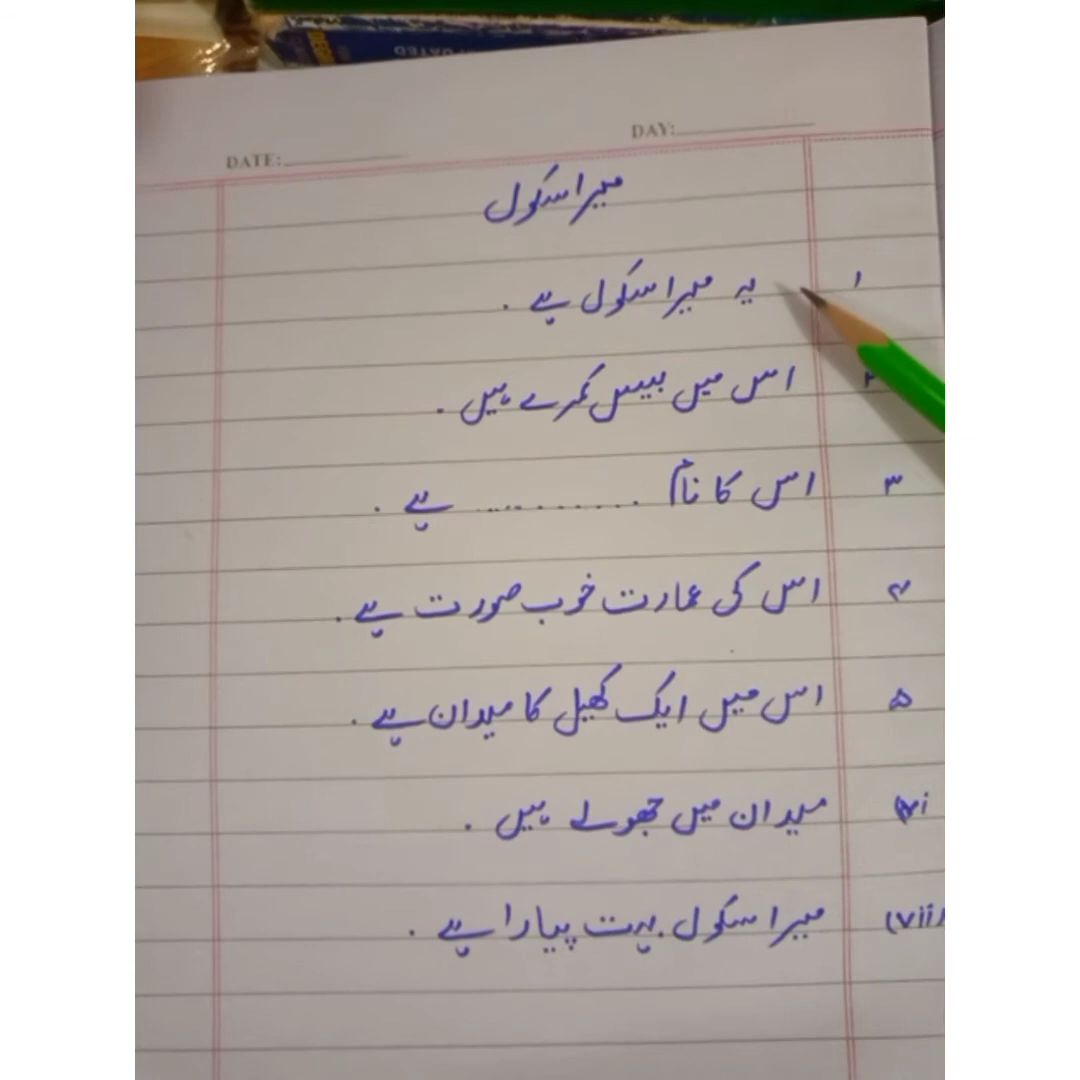 DAY:
DATE:
میرا سکول
۱ یہ میرا سکول ہے .
۲ اس میں بیس کمرے ہیں .
۳ اس کا نام .......... ہے .
۴ اس کی عمارت خوب صورت ہے .
۵ اس میں ایک کھیل کا میدان ہے .
(vi میدان میں جھولے ہیں .
(vii) میرا سکول بہت پیارا ہے .